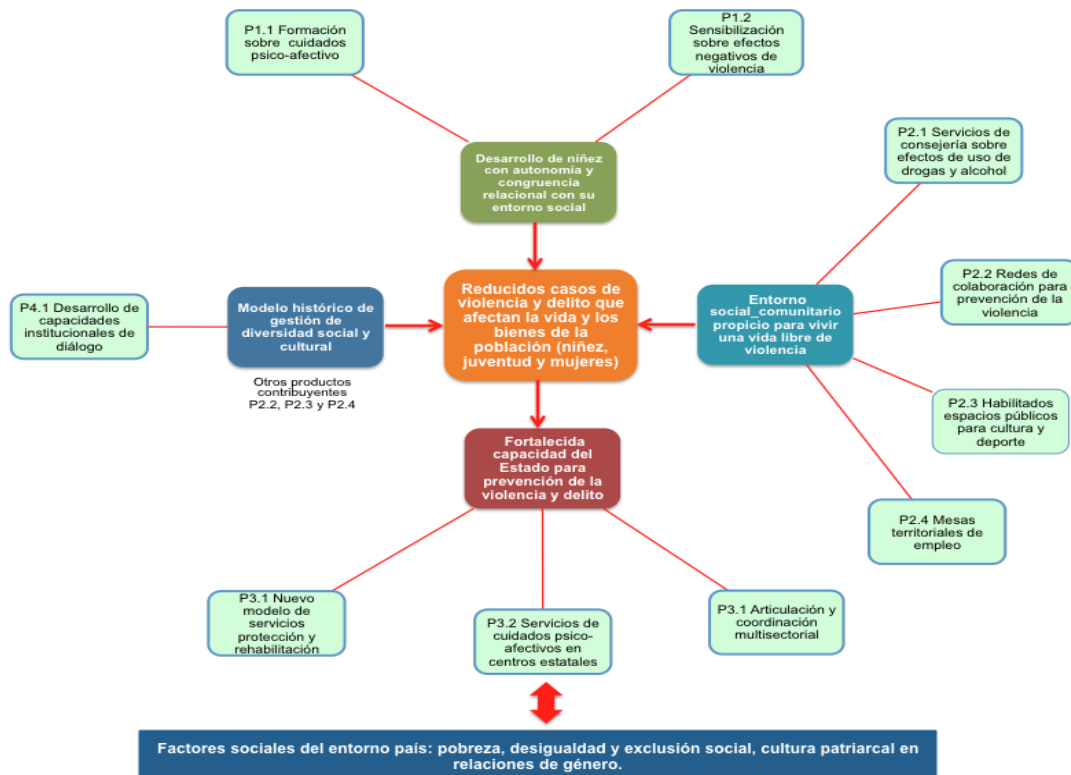 P1.1 Formación
sobre cuidados
psico-afectivo
P1.2
Sensibilización
sobre efectos
negativos de
violencia
P2.1 Servicios de
consejería sobre
efectos de uso de
drogas y alcohol
Desarrollo de niñez
con autonomía y
congruencia
relacional con su
entorno social
P4.1 Desarrollo de
capacidades
institucionales de
diálogo
Modelo histórico de
gestión de
diversidad social y
cultural
Otros productos
contribuyentes
P2.2, P2.3 y P2.4
Reducidos casos de
violencia y delito que
afectan la vida y los
bienes de la
población (niñez,
juventud y mujeres)
Entorno
social_comunitario
propicio para vivir
una vida libre de
violencia
P2.2 Redes de
colaboración para
prevención de la
violencia
P2.3 Habilitados
espacios públicos
para cultura y
deporte
Fortalecida
capacidad del
Estado para
prevención de la
violencia y delito
P2.4 Mesas
territoriales de
empleo
P3.1 Nuevo
modelo de
servicios
protección y
rehabilitación
P3.2 Servicios de
cuidados psico-
afectivos en
centros estatales
P3.1 Articulación y
coordinación
multisectorial
Factores sociales del entorno país: pobreza, desigualdad y exclusión social, cultura patriarcal en
relaciones de género.